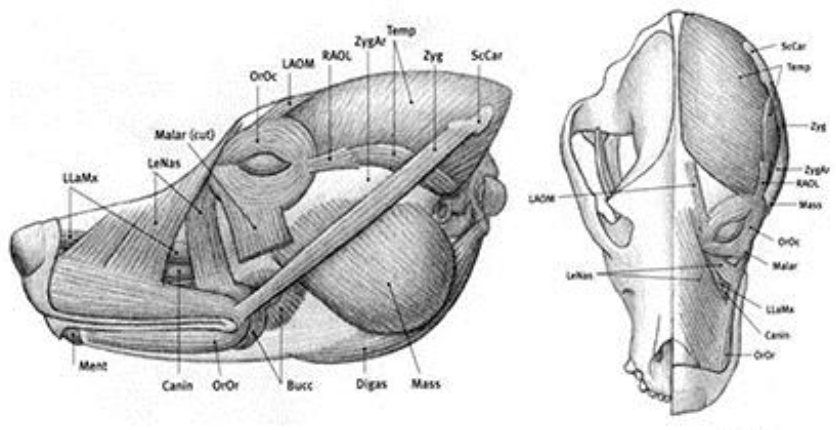 Temp
ZygAr
Zyg
ScCar
RAOL
LAOM
OrOc
Malar (cut)
LeNas
LLaMx
Ment
Canin
OrOr
Bucc
Digas
Mass
ScCar
Temp
Zyg
ZygAr
RAOL
LAOM
Mass
OrOc
Malar
LeNas
LLaMx
Canin
OrOr